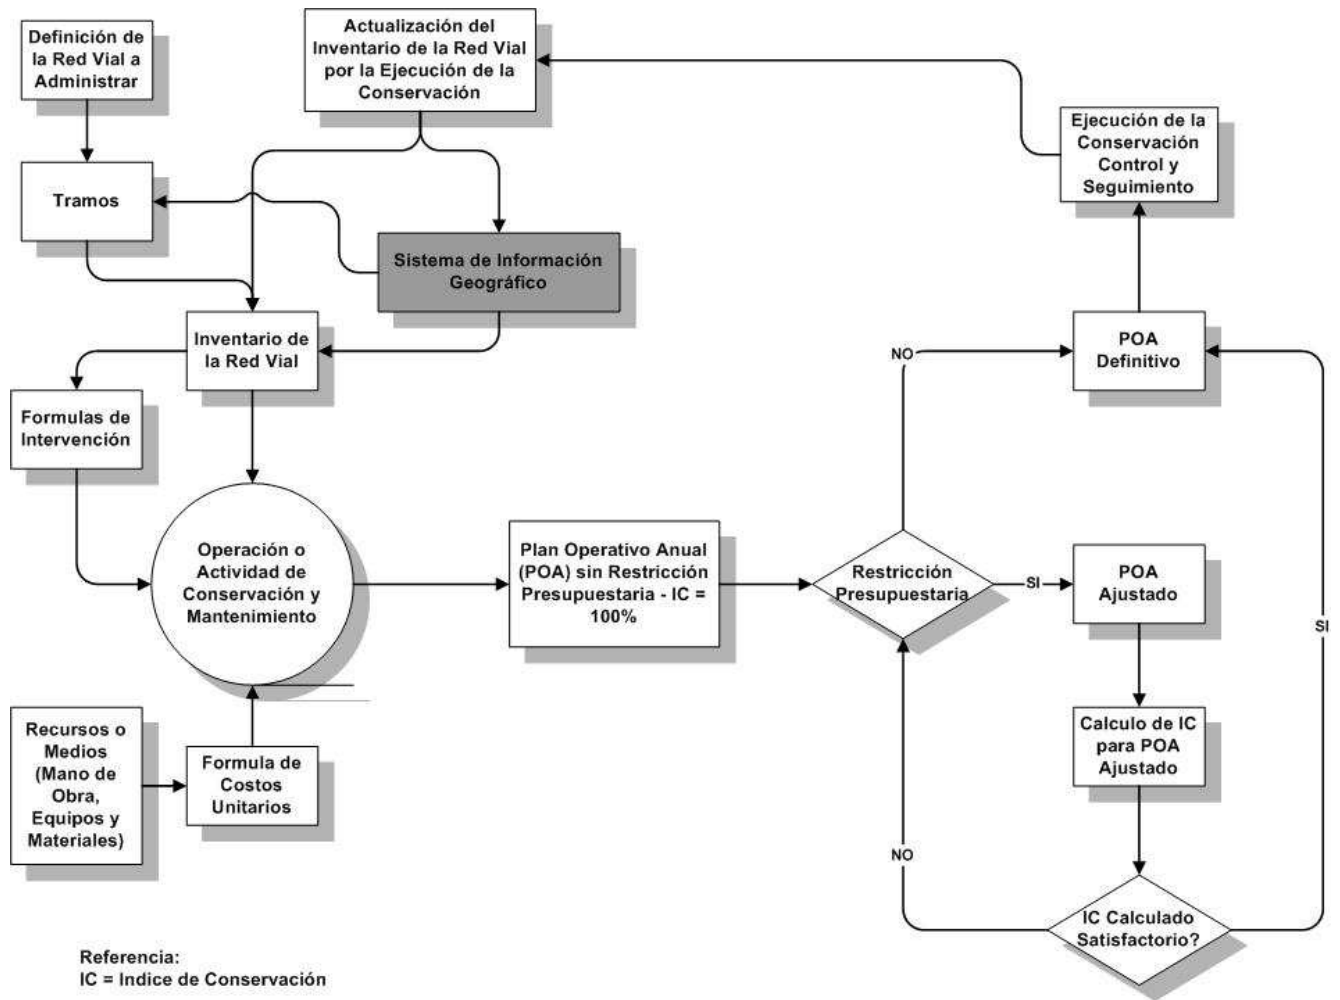 Definición de
la Red Vial a
Administrar
Actualización del
Inventario de la Red Vial
por la Ejecución de la
Conservación
Ejecución de la
Conservación
Control y
Seguimiento
Tramos
Sistema de Información
Geográfico
Inventario de
la Red Vial
NO
POA
Definitivo
Formulas de
Intervención
Operación o
Actividad de
Conservación y
Mantenimiento
Plan Operativo Anual
(POA) sin Restricción
Presupuestaria - IC =
100%
Restricción
Presupuestaria
SI
POA
Ajustado
SI
Recursos o
Medios
(Mano de
Obra,
Equipos y
Materiales)
Formula de
Costos
Unitarios
Calculo de IC
para POA
Ajustado
NO
IC Calculado
Satisfactorio?
Referencia:
IC = Indice de Conservación